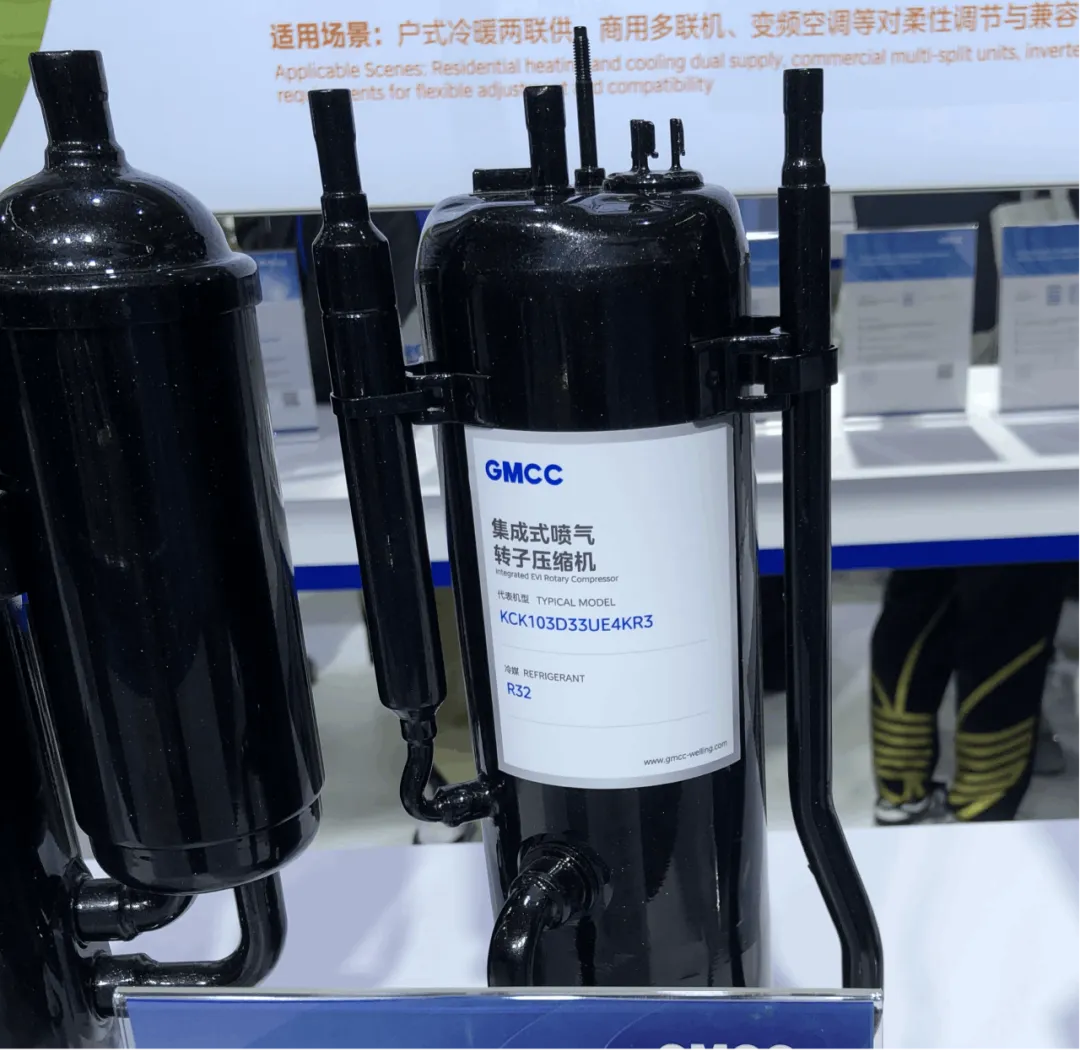 适用场景：户式冷暖两联供、商用多联机、变频空调等对柔性调节与兼容
Applicable Scenes: Residential heating and cooling dual supply, commercial multi-split units, inverte
for flexible and compatibility
GMCC
集成式喷气
转子压缩机
Integrated EVI Rotary Compressor
代表机型 TYPICAL MODEL
KCK103D33UE4KR3
冷媒 REFRIGERANT
R32
www.gmcc-welling.com
GMCC